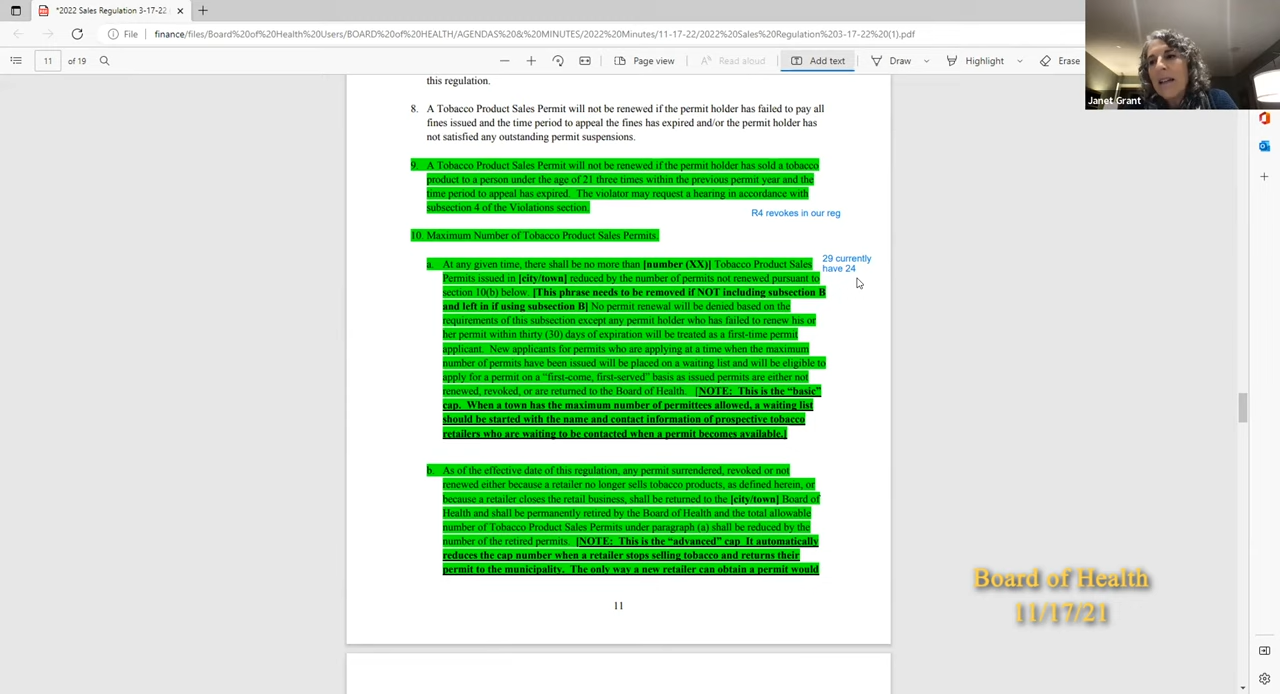 *2022 Sales Regulation 3-17-22
File
finance/files/Board%20of%20Health%20Users/BOARD%20of%20HEALTH/AGENDAS%20&%20MINUTES/2022%20Minutes/11-17-22/2022%20Sales%20Regulation%203-17-22%20(1).pdf
11 of 19
Page view
Read aloud
Add text
Draw
Highlight
Erase
Janet Grant
this regulation.
8. A Tobacco Product Sales Permit will not be renewed if the permit holder has failed to pay all
fines issued and the time period to appeal the fines has expired and/or the permit holder has
not satisfied any outstanding permit suspensions.
9. A Tobacco Product Sales Permit will not be renewed if the permit holder has sold a tobacco
product to a person under the age of 21 three times within the previous permit year and the
time period to appeal has expired. The violator may request a hearing in accordance with
subsection 4 of the Violations section.
R4 revokes in our reg
10. Maximum Number of Tobacco Product Sales Permits.
a. At any given time, there shall be no more than [number (XX)] Tobacco Product Sales
Permits issued in [city/town] reduced by the number of permits not renewed pursuant to
section 10(b) below. [This phrase needs to be removed if NOT including subsection B
and left in if using subsection B] No permit renewal will be denied based on the
requirements of this subsection except any permit holder who has failed to renew his or
her permit within thirty (30) days of expiration will be treated as a first-time permit
applicant. New applicants for permits who are applying at a time when the maximum
number of permits have been issued will be placed on a waiting list and will be eligible to
apply for a permit on a "first-come, first-served" basis as issued permits are either not
renewed, revoked, or are returned to the Board of Health. [NOTE: This is the "basic"
cap. When a town has the maximum number of permittees allowed, a waiting list
should be started with the name and contact information of prospective tobacco
retailers who are waiting to be contacted when a permit becomes available.]
29 currently
have 24
b. As of the effective date of this regulation, any permit surrendered, revoked or not
renewed either because a retailer no longer sells tobacco products, as defined herein, or
because a retailer closes the retail business, shall be returned to the [city/town] Board of
Health and shall be permanently retired by the Board of Health and the total allowable
number of Tobacco Product Sales Permits under paragraph (a) shall be reduced by the
number of the retired permits. [NOTE: This is the "advanced" cap It automatically
reduces the cap number when a retailer stops selling tobacco and returns their
permit to the municipality. The only way a new retailer can obtain a permit would
11
Board of Health
11/17/21